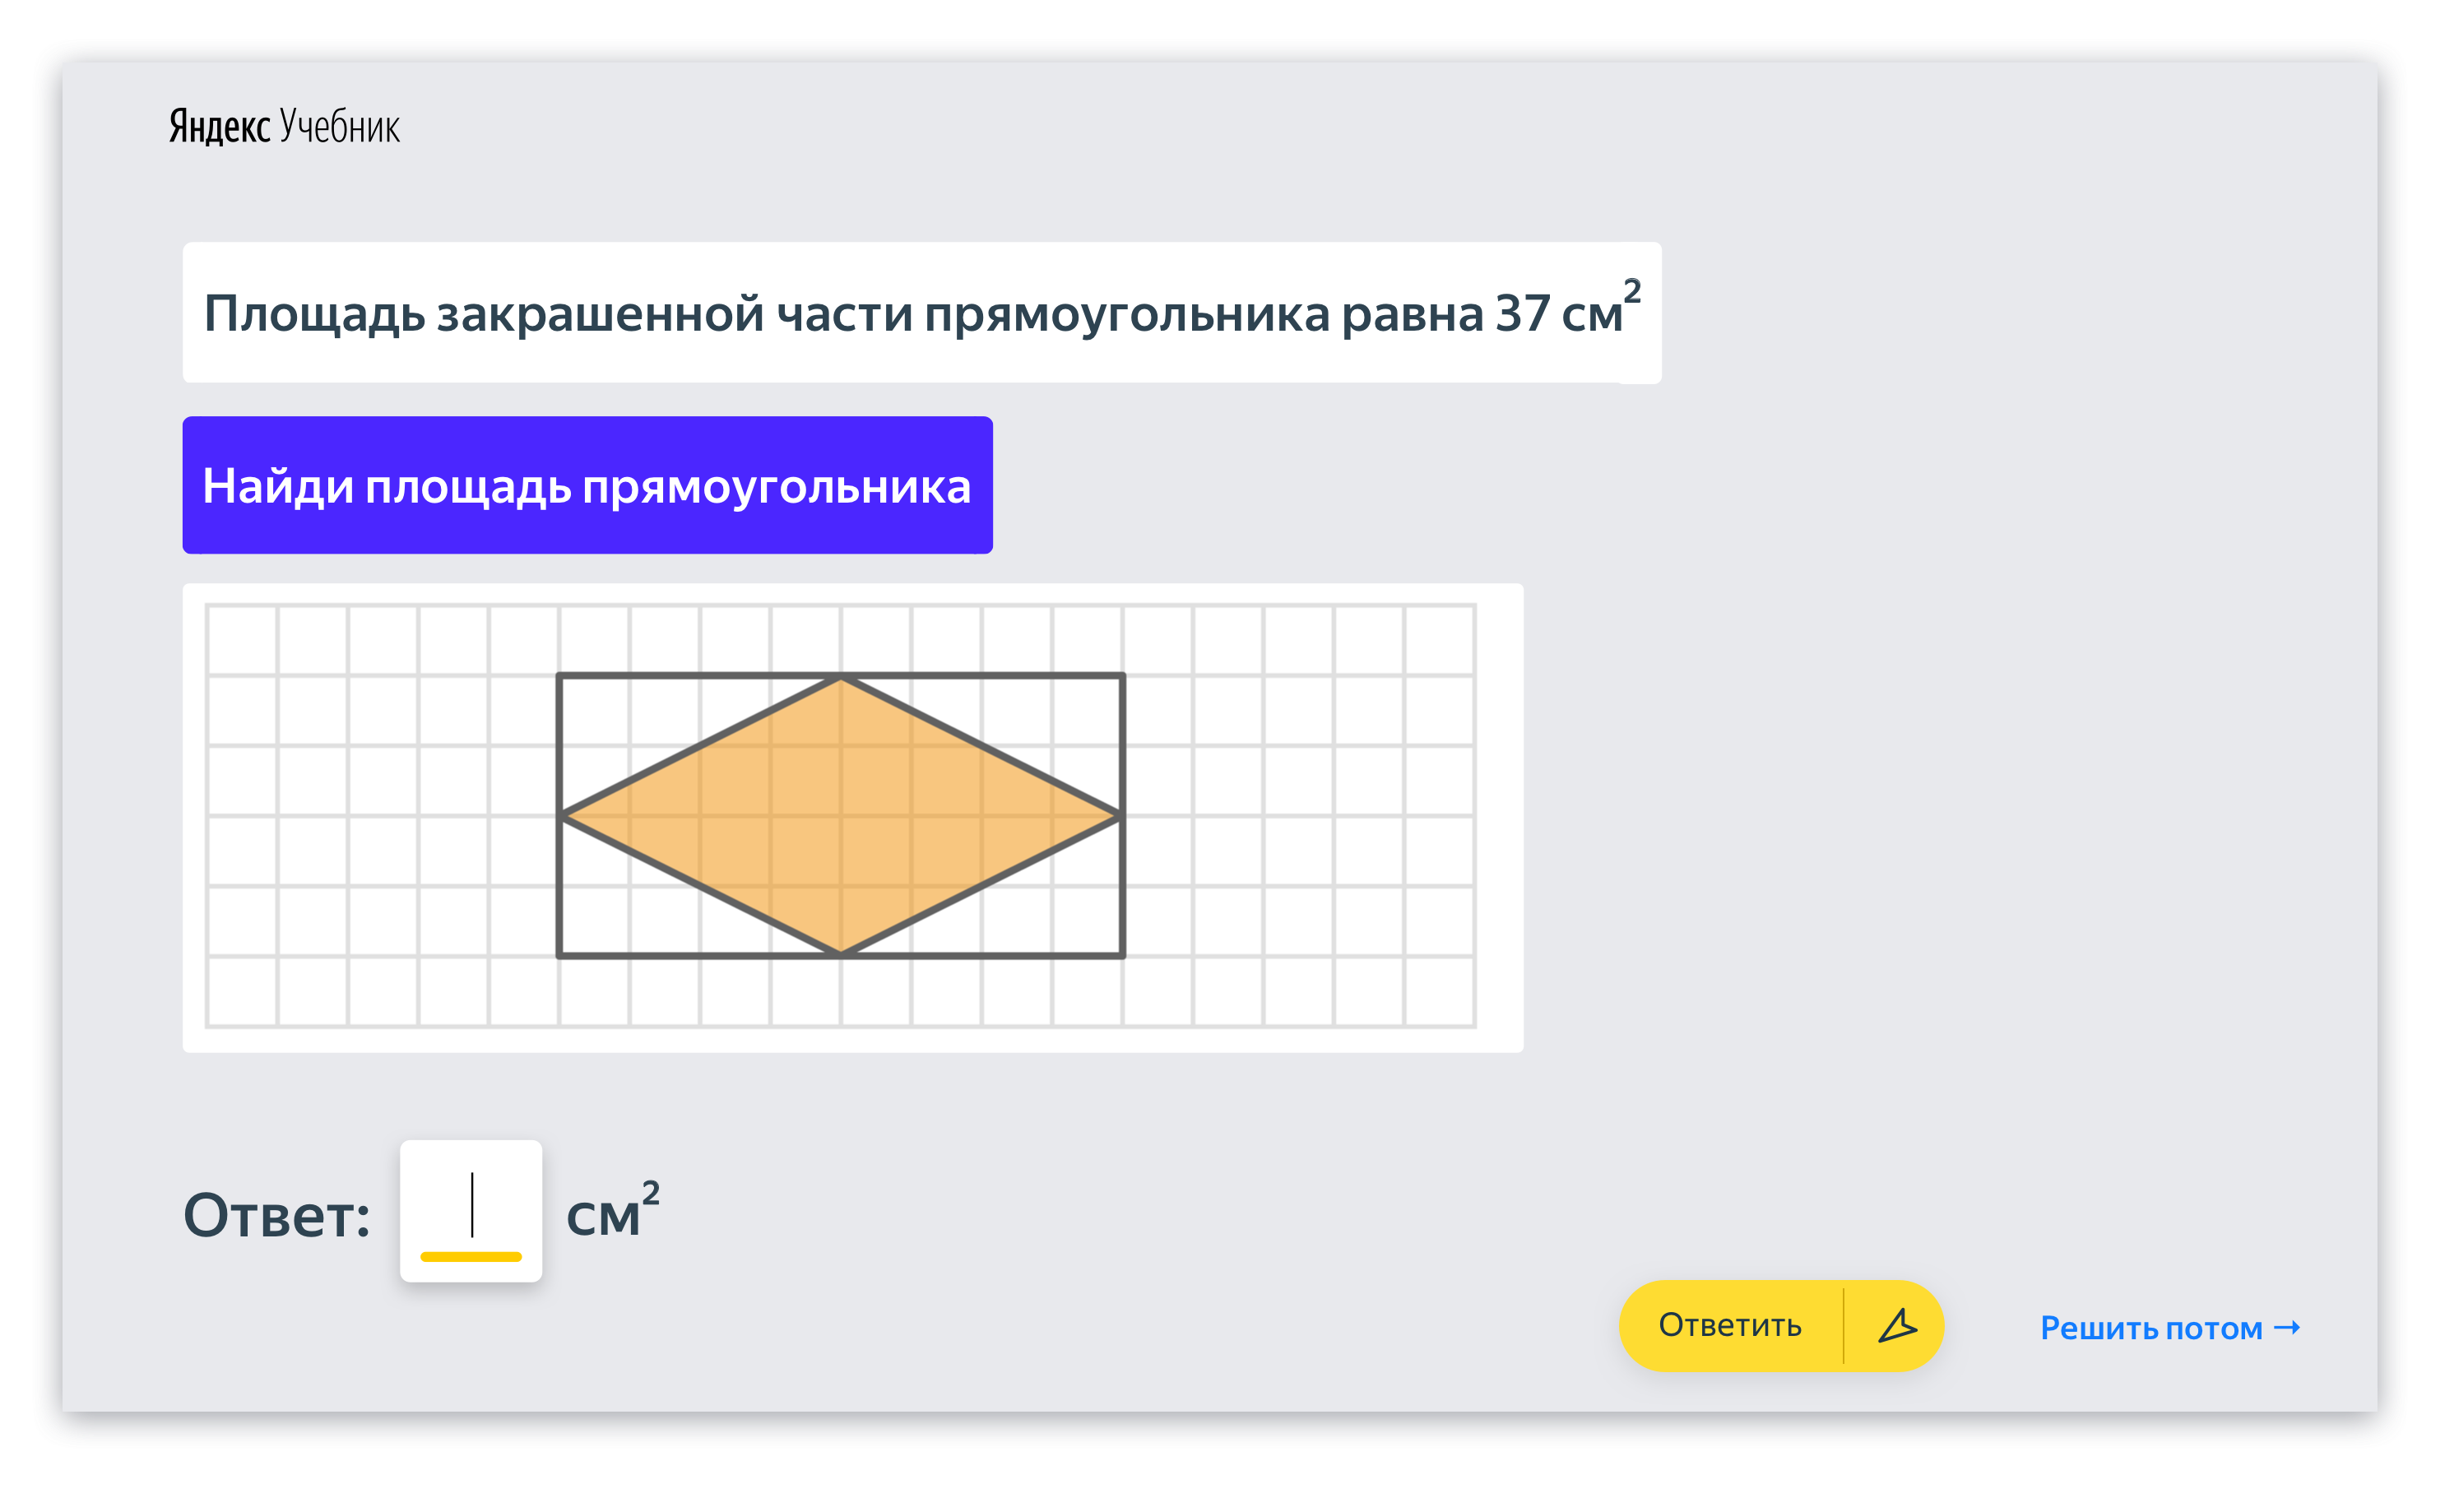 Яндекс Учебник
Площадь закрашенной части прямоугольника равна 37 см²
Найди площадь прямоугольника
Ответ: см²
Ответить
Решить потом →